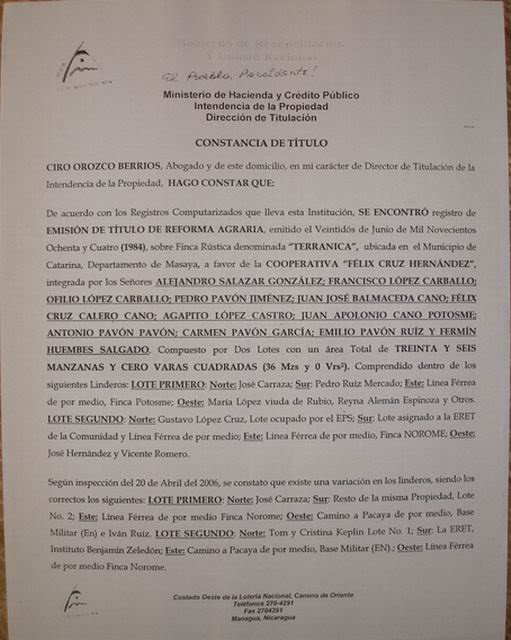 Gobierno de Reconciliación
Y Unidad Nacional
El Pueblo, Presidente!
Ministerio de Hacienda y Crédito Público
Intendencia de la Propiedad
Dirección de Titulación
CONSTANCIA DE TÍTULO
CIRO OROZCO BERRIOS, Abogado y de este domicilio, en mi carácter de Director de Titulación de la
Intendencia de la Propiedad, HAGO CONSTAR QUE:
De acuerdo con los Registros Computarizados que lleva esta Institución, SE ENCONTRÓ registro de
EMISIÓN DE TÍTULO DE REFORMA AGRARIA, emitido el Veintidós de Junio de Mil Novecientos
Ochenta y Cuatro (1984), sobre Finca Rústica denominada “TERRANICA”, ubicada en el Municipio de
Catarina, Departamento de Masaya, a favor de la COOPERATIVA “FÉLIX CRUZ HERNÁNDEZ”,
integrada por los Señores ALEJANDRO SALAZAR GONZÁLEZ; FRANCISCO LÓPEZ CARBALLO;
OFILIO LÓPEZ CARBALLO; PEDRO PAVÓN JIMÉNEZ; JUAN JOSÉ BALMACEDA CANO; FÉLIX
CRUZ CALERO CANO; AGAPITO LÓPEZ CASTRO; JUAN APOLONIO CANO POTOSME;
ANTONIO PAVÓN PAVÓN; CARMEN PAVÓN GARCÍA; EMILIO PAVÓN RUÍZ Y FERMÍN
HUEMBES SALGADO, Compuesto por Dos Lotes con un área Total de TREINTA Y SEIS
MANZANAS Y CERO VARAS CUADRADAS (36 Mzs y 0 Vrs²). Comprendido dentro de los
siguientes Linderos: LOTE PRIMERO: Norte: José Carraza; Sur: Pedro Ruíz Mercado; Este: Línea Férrea
de por medio, Finca Potosme; Oeste: María López viuda de Rubio, Reyna Alemán Espinoza y Otros.
LOTE SEGUNDO: Norte: Gustavo López Cruz, Lote ocupado por el EPS; Sur: Lote asignado a la ERET
de la Comunidad y Línea Férrea de por medio; Este: Línea Férrea de por medio, Finca NOROME; Oeste:
José Hernández y Vicente Romero.
Según inspección del 20 de Abril del 2006, se constato que existe una variación en los linderos, siendo los
correctos los siguientes: LOTE PRIMERO: Norte: José Carraza; Sur: Resto de la misma Propiedad, Lote
No. 2; Este: Línea Férrea de por medio Finca Norome; Oeste: Camino a Pacaya de por medio, Base
Militar (En) e Iván Ruíz. LOTE SEGUNDO: Norte: Tom y Cristina Keplin Lote No. 1; Sur: La ERET,
Instituto Benjamín Zeledón; Este: Camino a Pacaya de por medio, Base Militar (EN).; Oeste: Línea Férrea
de por medio Finca Norome.
Costado Oeste de la Lotería Nacional, Camino de Oriente
Teléfonos 270-4291
Fax 2704291
Managua, Nicaragua